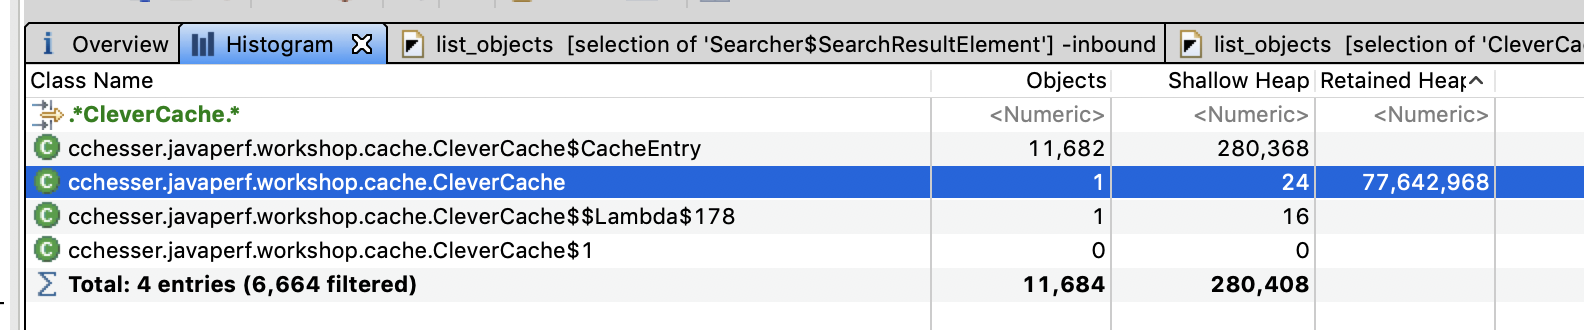 Overview Histogram list_objects [selection of 'Searcher$SearchResultElement'] -inbound list_objects [selection of 'CleverCa
Class Name Objects Shallow Heap Retained Heap
.*CleverCache.* <Numeric> <Numeric> <Numeric>
cchesser.javaperf.workshop.cache.CleverCache$CacheEntry 11,682 280,368
cchesser.javaperf.workshop.cache.CleverCache 1 24 77,642,968
cchesser.javaperf.workshop.cache.CleverCache$$Lambda$178 1 16
cchesser.javaperf.workshop.cache.CleverCache$1 0 0
Total: 4 entries (6,664 filtered) 11,684 280,408